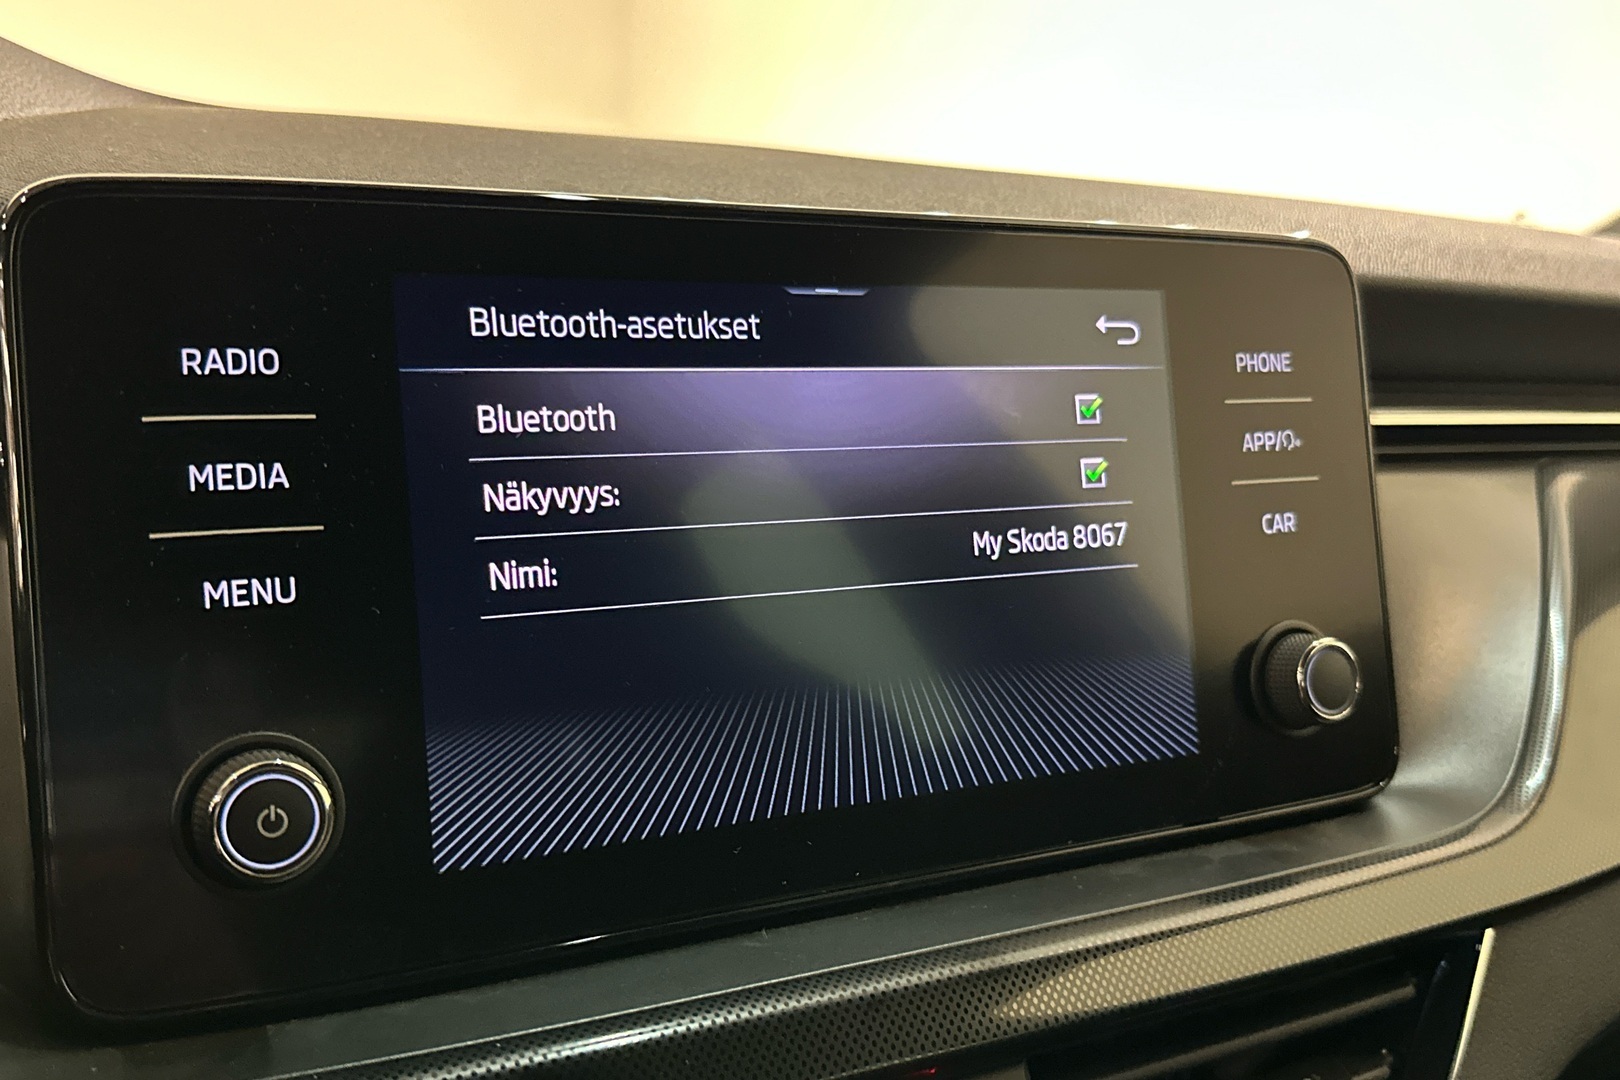 Bluetooth-asetukset
Bluetooth
Näkyvyys:
Nimi: My Skoda 8067
RADIO
MEDIA
MENU
PHONE
APP/
CAR